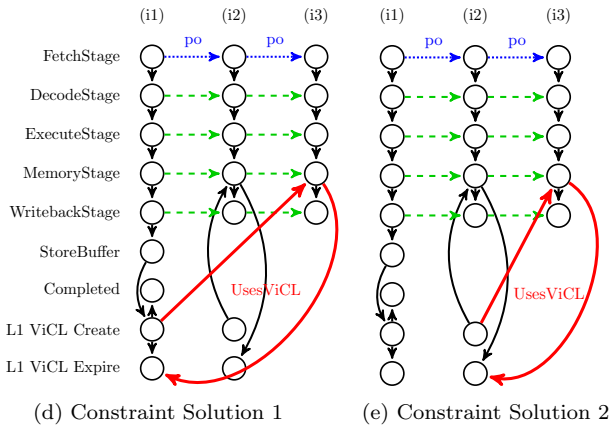 (i1) (i2) (i3) (i1) (i2) (i3)
po po po po
FetchStage
DecodeStage
ExecuteStage
MemoryStage
WritebackStage
StoreBuffer
Completed UsesViCL UsesViCL
L1 ViCL Create
L1 ViCL Expire
(d) Constraint Solution 1 (e) Constraint Solution 2